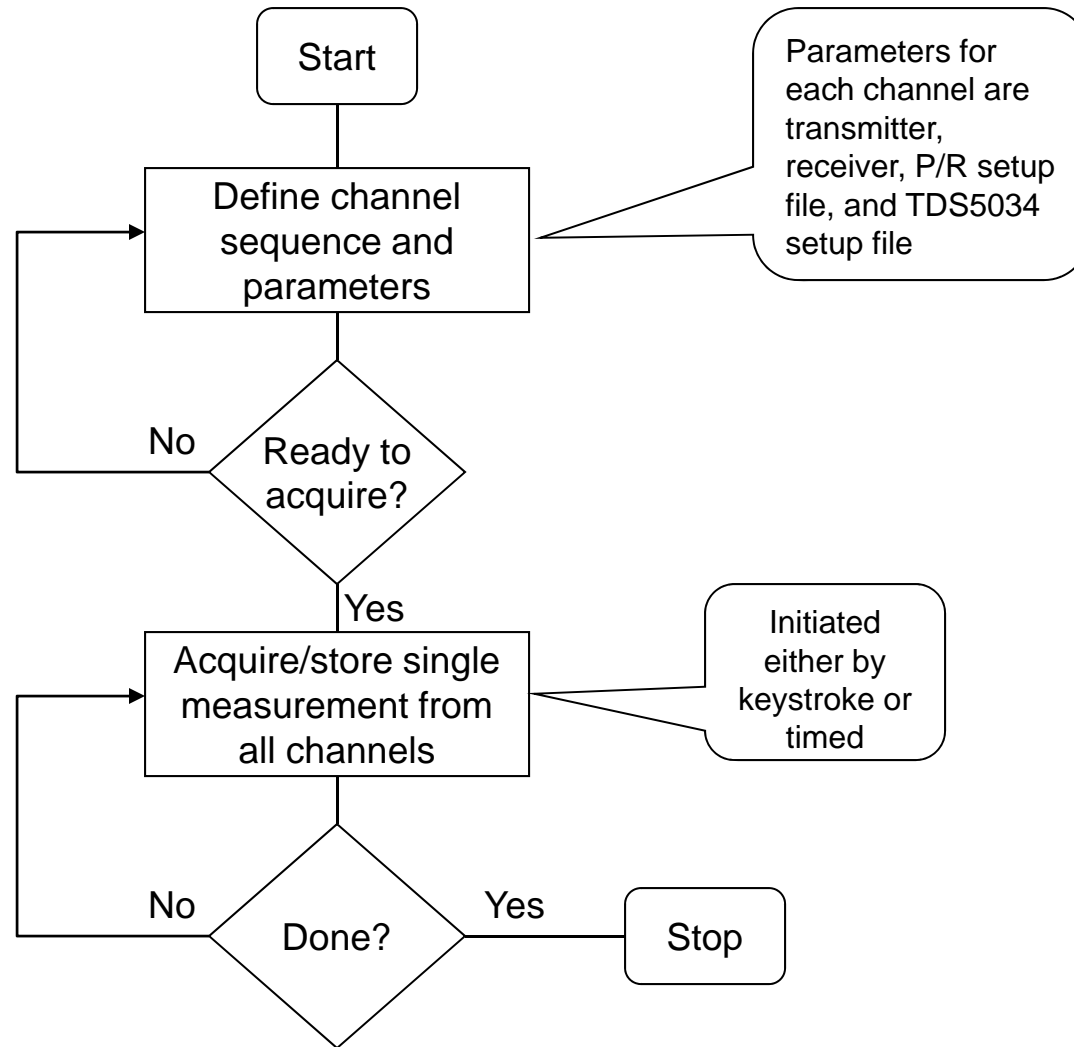 Start
Parameters for
each channel are
transmitter,
receiver, P/R setup
file, and TDS5034
setup file
Define channel
sequence and
parameters
No
Ready to
acquire?
Yes
Acquire/store single
measurement from
all channels
Initiated
either by
keystroke or
timed
No
Done?
Yes
Stop